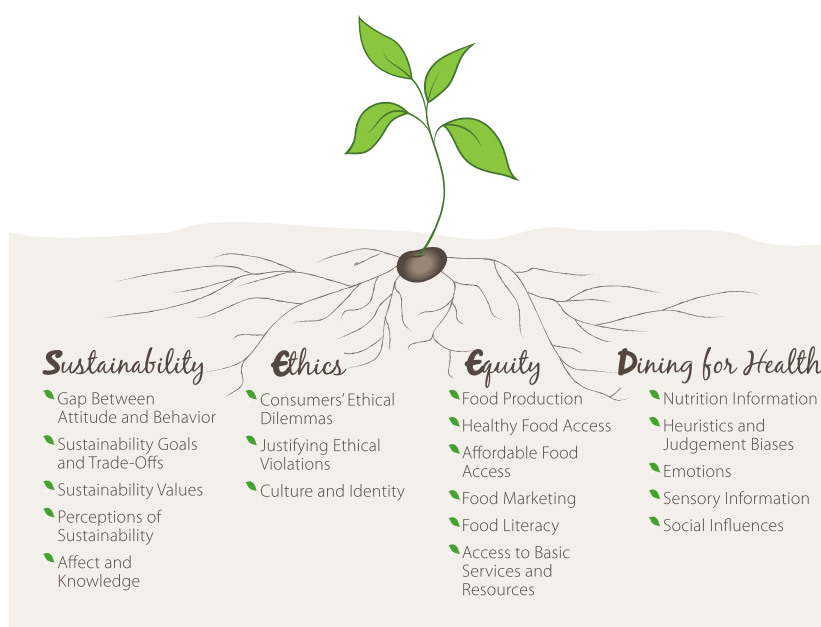 Sustainability
Gap Between
Attitude and Behavior
Sustainability Goals
and Trade-Offs
Sustainability Values
Perceptions of
Sustainability
Affect and
Knowledge
Ethics
Consumers’ Ethical
Dilemmas
Justifying Ethical
Violations
Culture and Identity
Equity
Food Production
Healthy Food Access
Affordable Food
Access
Food Marketing
Food Literacy
Access to Basic
Services and
Resources
Dining for Health
Nutrition Information
Heuristics and
Judgement Biases
Emotions
Sensory Information
Social Influences